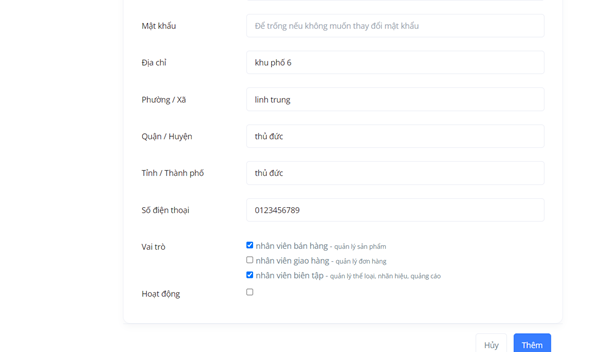 Mật khẩu
Để trống nếu không muốn thay đổi mật khẩu
Địa chỉ
khu phố 6
Phường / Xã
linh trung
Quận / Huyện
thủ đức
Tỉnh / Thành phố
thủ đức
Số điện thoại
0123456789
Vai trò
nhân viên bán hàng - quản lý sản phẩm
nhân viên giao hàng - quản lý đơn hàng
nhân viên biên tập - quản lý thể loại, nhãn hiệu, quảng cáo
Hoạt động
Hủy
Thêm